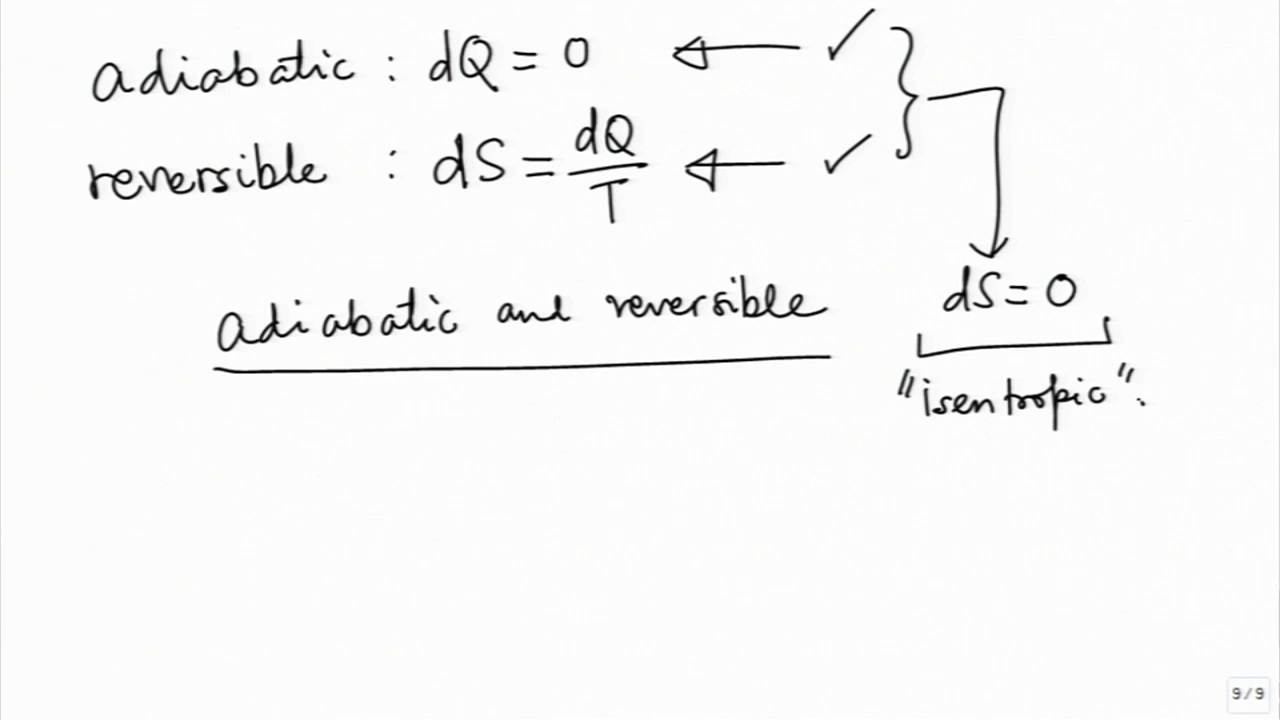 adiabatic : dQ = 0 ← ✓
reversible : dS = dQ/T ← ✓
adiabatic and reversible
dS = 0
"isentropic".
9/9